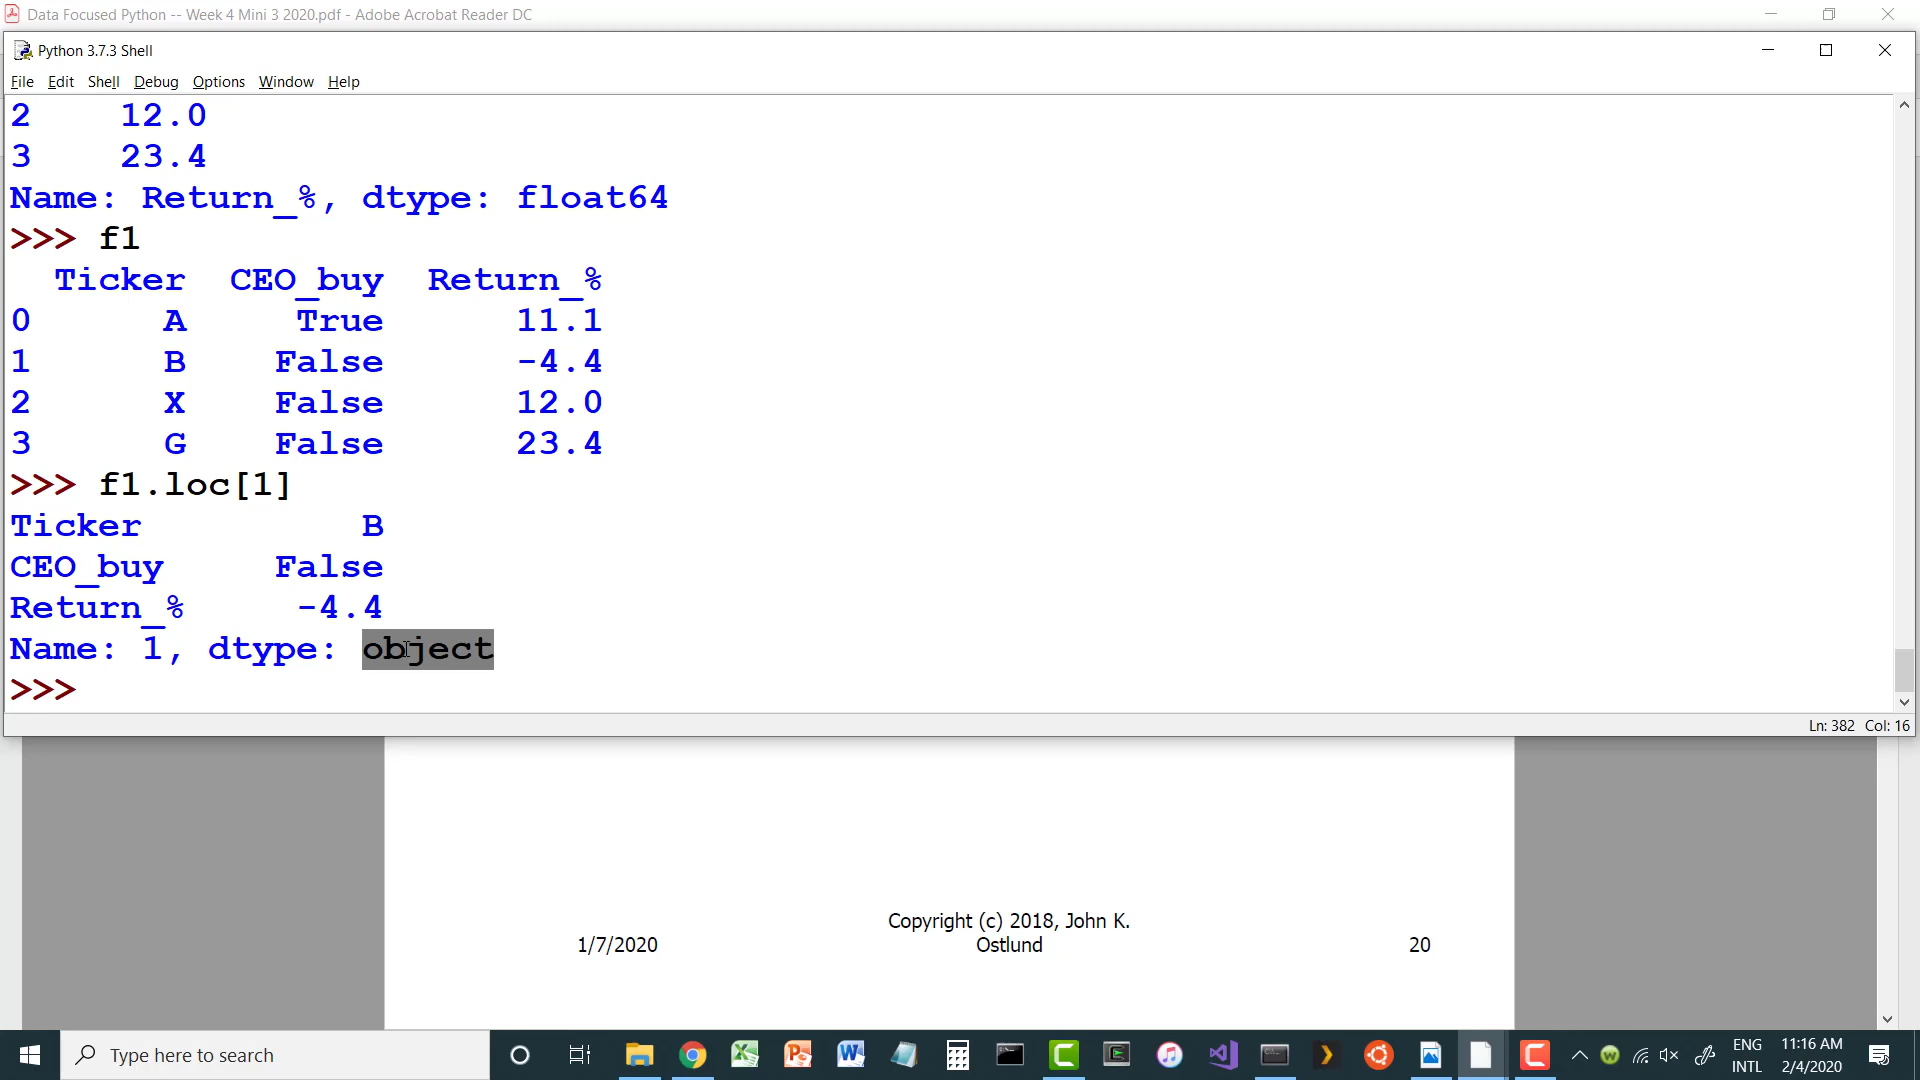 Data Focused Python -- Week 4 Mini 3 2020.pdf - Adobe Acrobat Reader DC
Python 3.7.3 Shell
File Edit Shell Debug Options Window Help
2     12.0
3     23.4
Name: Return_%, dtype: float64
>>> f1
Ticker  CEO_buy  Return_%
0      A     True      11.1
1      B    False      -4.4
2      X    False      12.0
3      G    False      23.4
>>> f1.loc[1]
Ticker          B
CEO_buy     False
Return_%     -4.4
Name: 1, dtype: object
>>>
Ln: 382 Col: 16
Copyright (c) 2018, John K.
Ostlund
1/7/2020
20
Type here to search
ENG
INTL
11:16 AM
2/4/2020